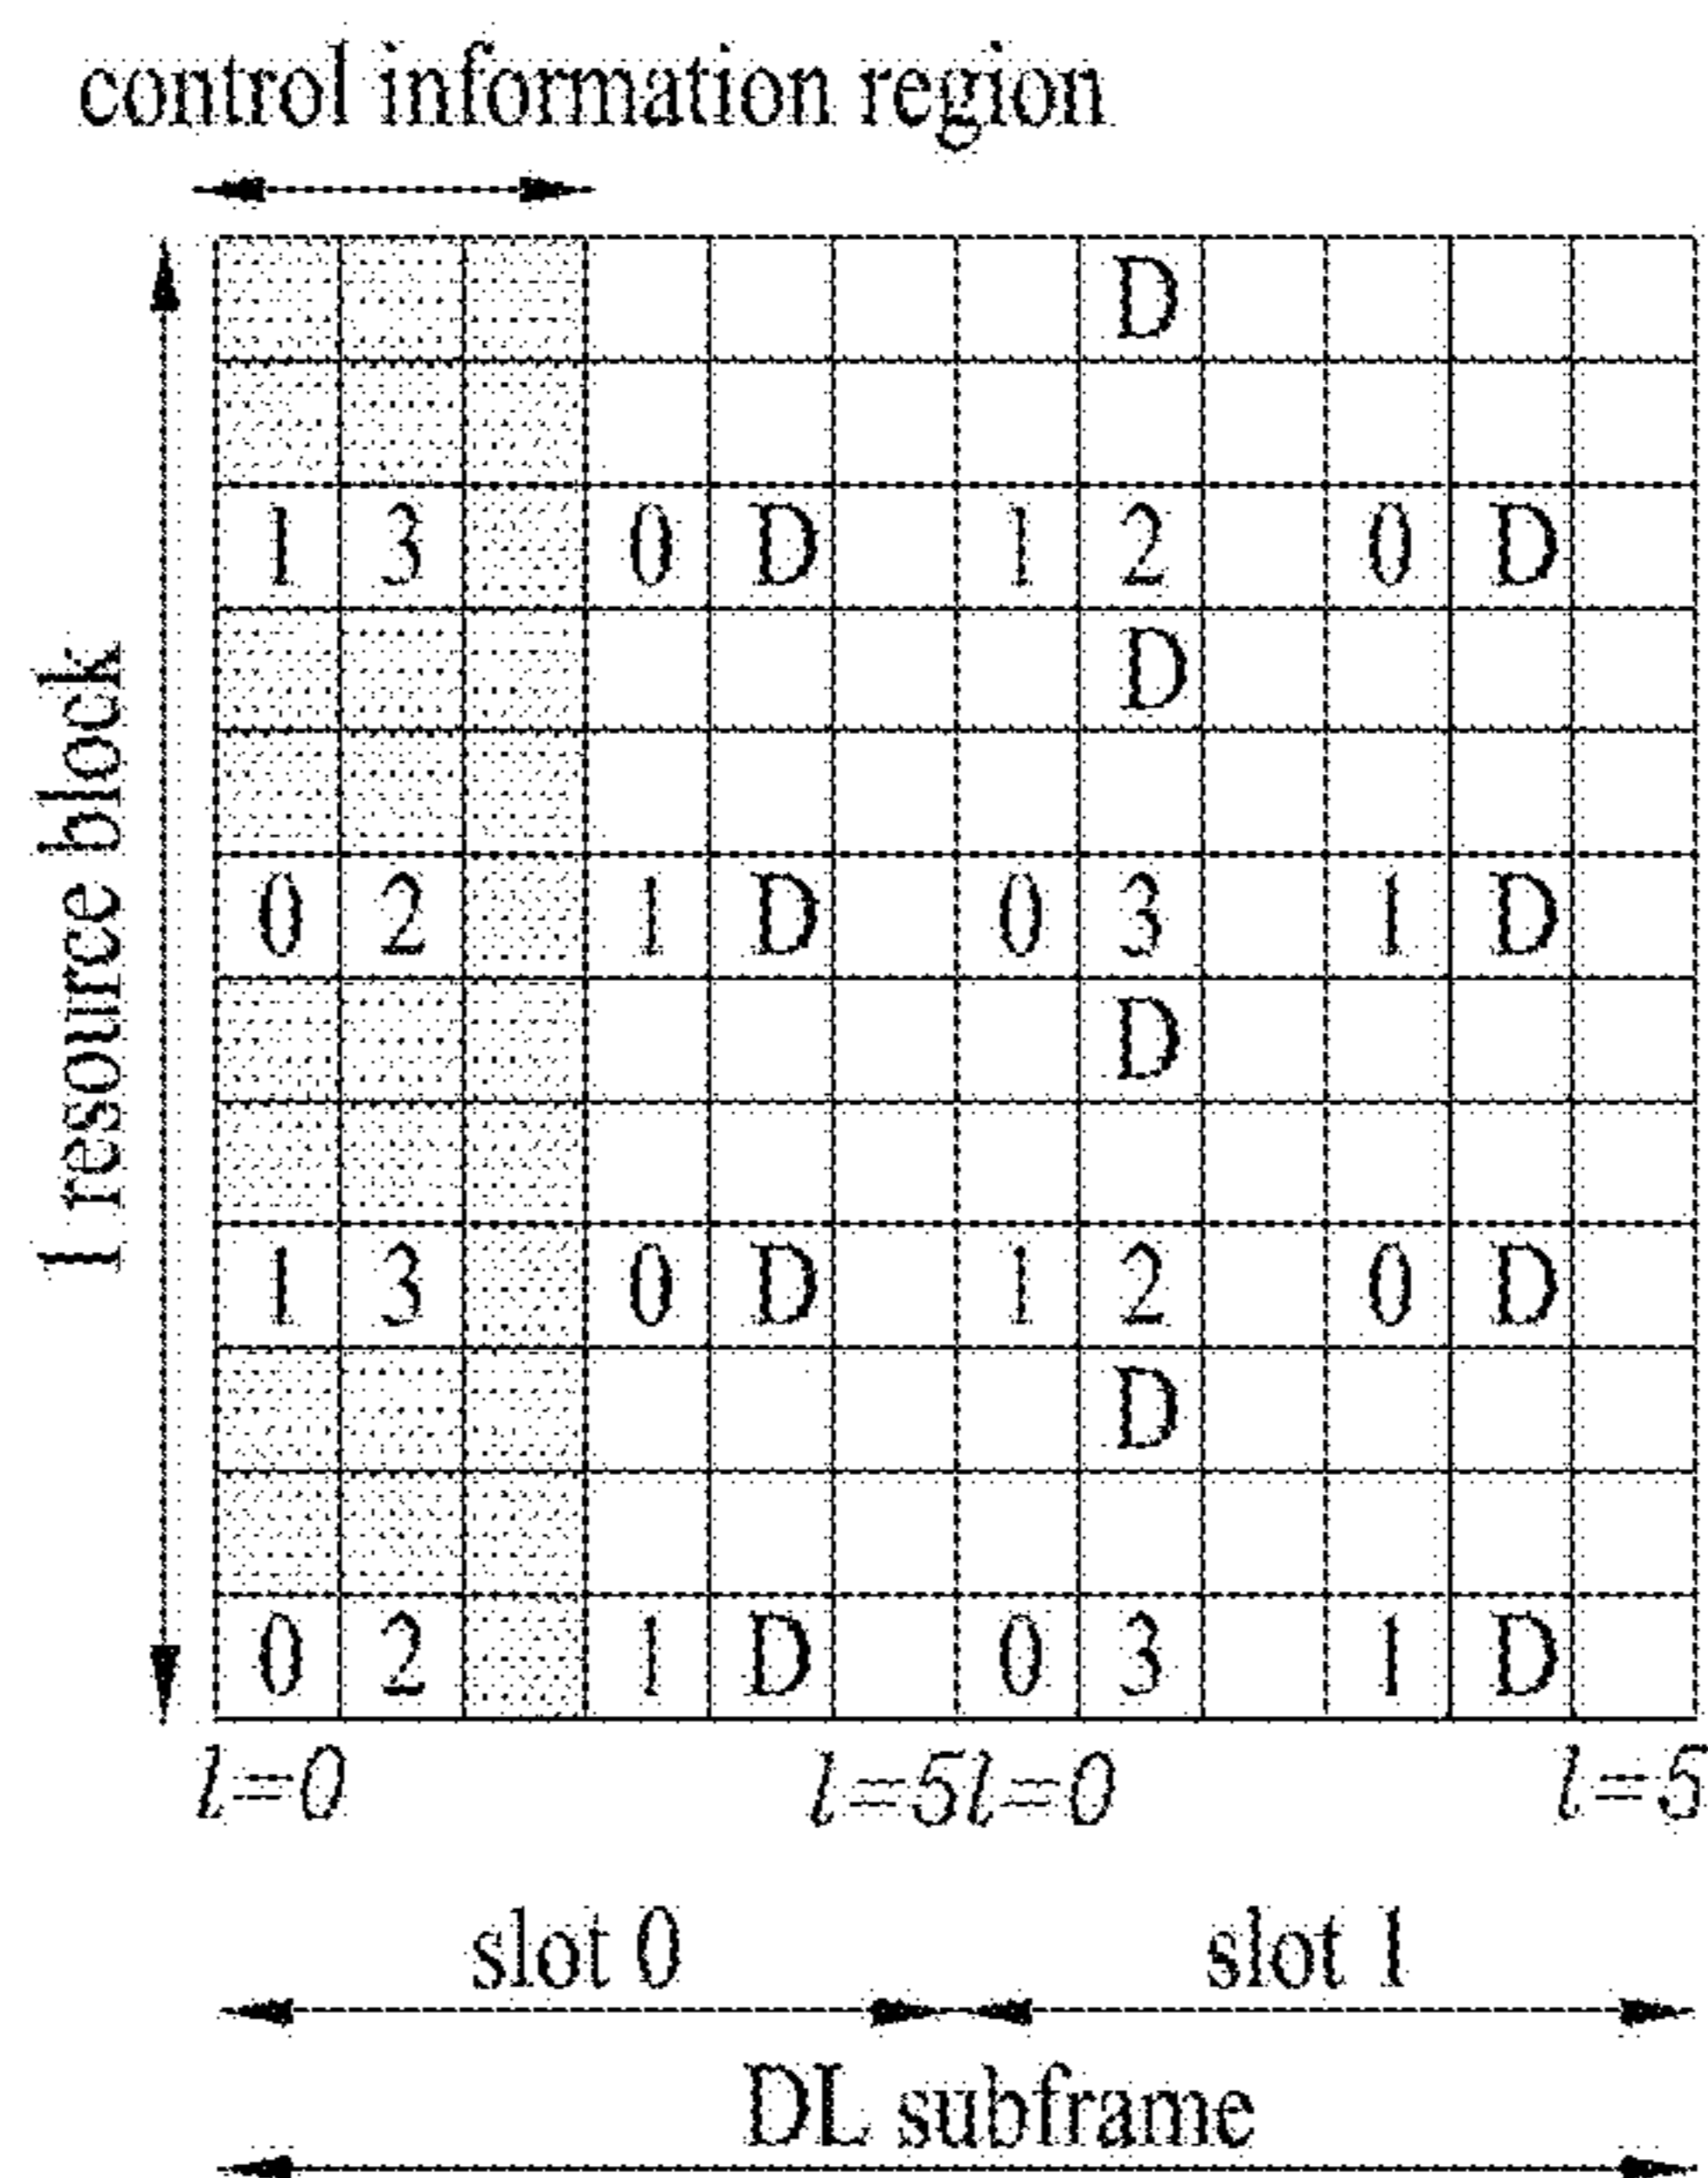 control information region
1 resource block
D
1 3 0 D 1 2 0 D
D
0 2 1 D 0 3 1 D
D
1 3 0 D 1 2 0 D
D
0 2 1 D 0 3 1 D
l=0 l=5 l=0 l=5
slot 0 slot 1
DL subframe